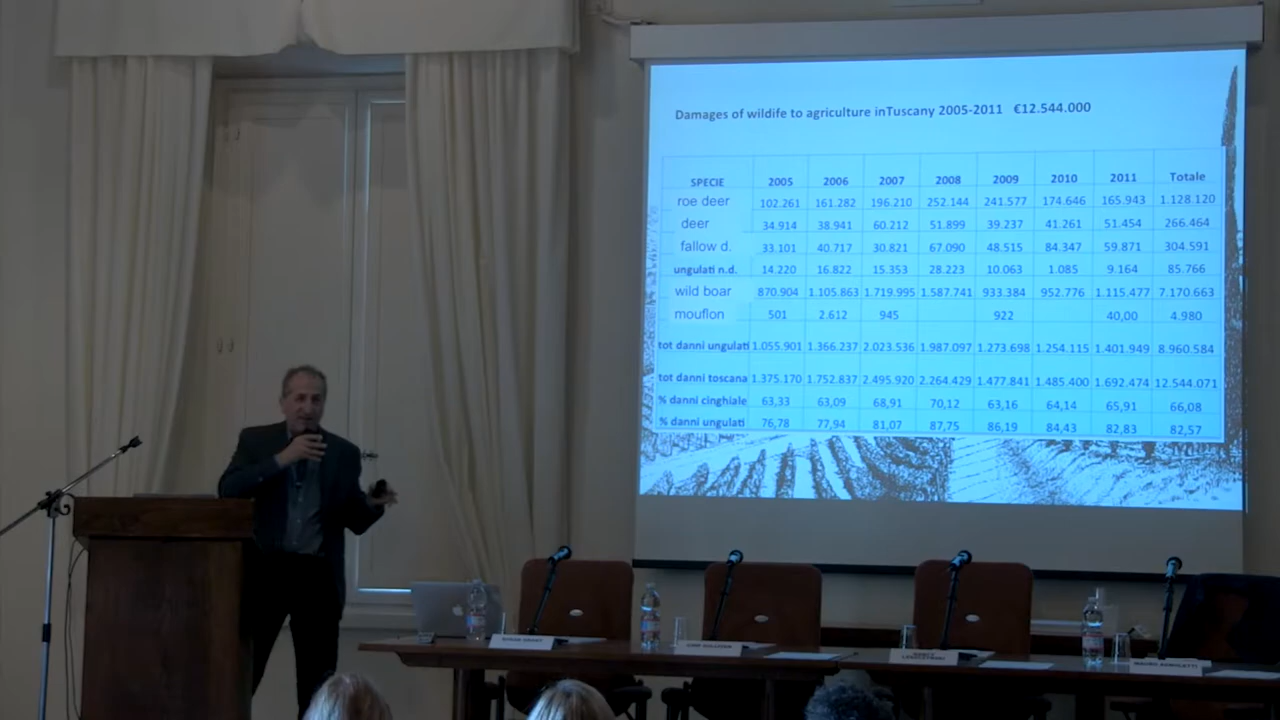 Damages of wildife to agriculture inTuscany 2005-2011 €12.544.000
SPECIE 2005 2006 2007 2008 2009 2010 2011 Totale
roe deer 102.261 161.282 196.210 252.144 241.577 174.646 165.943 1.128.120
deer 34.914 38.941 60.212 51.899 39.237 41.261 51.454 266.464
fallow d. 33.101 40.717 30.821 67.090 48.515 84.347 59.871 304.591
ungulati n.d. 14.220 16.822 15.353 28.223 10.063 1.085 9.164 85.766
wild boar 870.904 1.105.863 1.719.995 1.587.741 933.384 952.776 1.115.477 7.170.663
mouflon 501 2.612 945 922 40,00 4.980
tot danni ungulati 1.055.901 1.366.237 2.023.536 1.987.097 1.273.698 1.254.115 1.401.949 8.960.584
tot danni toscana 1.375.170 1.752.837 2.495.920 2.264.429 1.477.841 1.485.400 1.692.474 12.544.071
% danni cinghiale 63,33 63,09 68,91 70,12 63,16 64,14 65,91 66,08
% danni ungulati 76,78 77,94 81,07 87,75 86,19 84,43 82,83 82,57
MAURO AGNOLETTI